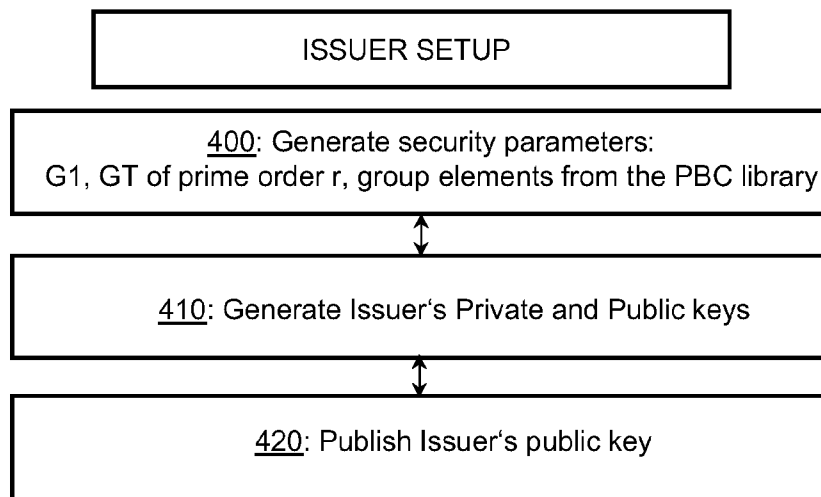 ISSUER SETUP
400: Generate security parameters:
G1, GT of prime order r, group elements from the PBC library
410: Generate Issuer‘s Private and Public keys
420: Publish Issuer‘s public key